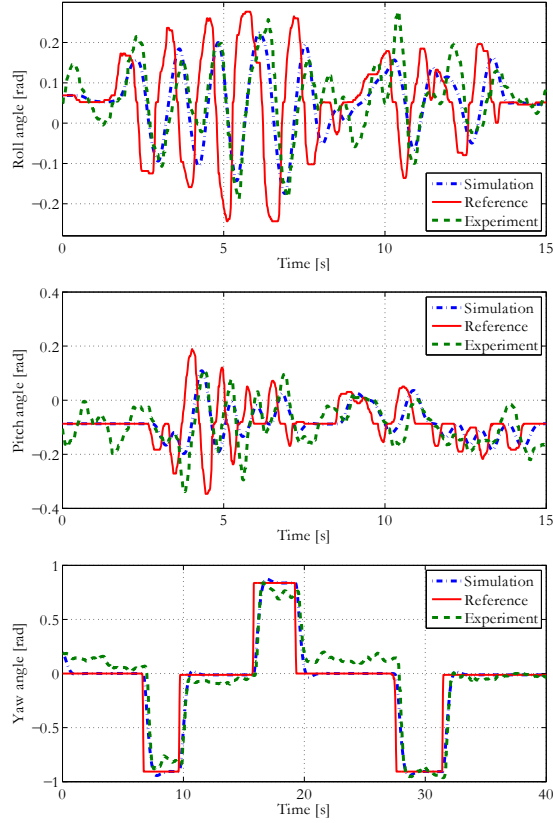 Roll angle [rad]
0.2
0.1
0
−0.1
−0.2
Simulation
Reference
Experiment
0
5
10
15
Time [s]
Pitch angle [rad]
0.4
0.2
0
−0.2
−0.4
Simulation
Reference
Experiment
0
5
10
15
Time [s]
Yaw angle [rad]
1
0.5
0
−0.5
−1
Simulation
Reference
Experiment
0
10
20
30
40
Time [s]